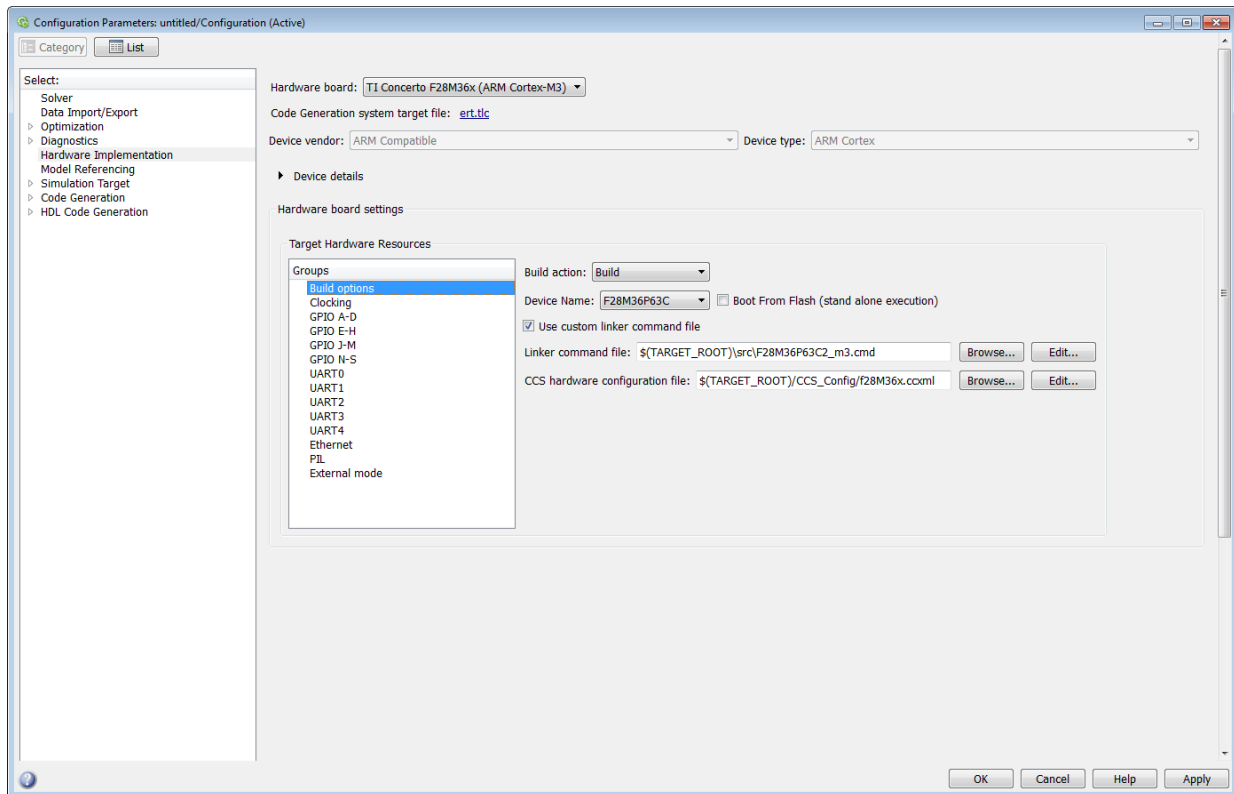 Configuration Parameters: untitled/Configuration (Active)
Category
List
Select:
Solver
Data Import/Export
Optimization
Diagnostics
Hardware Implementation
Model Referencing
Simulation Target
Code Generation
HDL Code Generation
Hardware board: TI Concerto F28M36x (ARM Cortex-M3)
Code Generation system target file: ert.tlc
Device vendor: ARM Compatible Device type: ARM Cortex
Device details
Hardware board settings
Target Hardware Resources
Groups
Build options
Clocking
GPIO A-D
GPIO E-H
GPIO J-M
GPIO N-S
UART0
UART1
UART2
UART3
UART4
Ethernet
PIL
External mode
Build action: Build
Device Name: F28M36P63C Boot From Flash (stand alone execution)
Use custom linker command file
Linker command file: $(TARGET_ROOT)\src\F28M36P63C2_m3.cmd Browse... Edit...
CCS hardware configuration file: $(TARGET_ROOT)/CCS_Config/f28M36x.ccxml Browse... Edit...
OK Cancel Help Apply